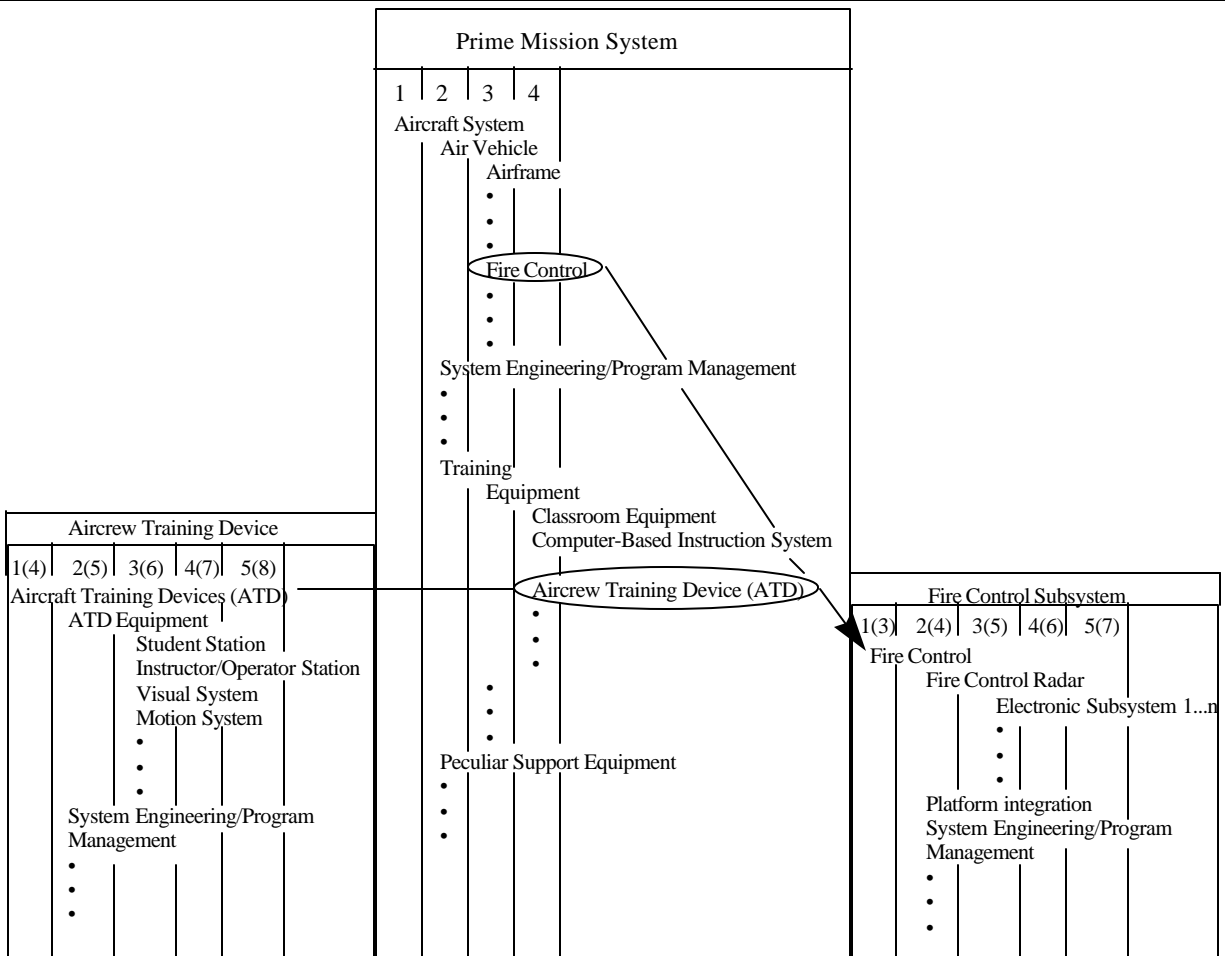 Prime Mission System
1 2 3 4
Aircraft System
Air Vehicle
Airframe
•
•
•
Fire Control
•
•
•
System Engineering/Program Management
•
•
•
Training
Equipment
Classroom Equipment
Computer-Based Instruction System
Aircrew Training Device (ATD)
•
•
•
•
•
•
Peculiar Support Equipment
•
•
•
Aircrew Training Device
1(4) 2(5) 3(6) 4(7) 5(8)
Aircraft Training Devices (ATD)
ATD Equipment
Student Station
Instructor/Operator Station
Visual System
Motion System
•
•
•
System Engineering/Program
Management
•
•
•
Fire Control Subsystem
1(3) 2(4) 3(5) 4(6) 5(7)
Fire Control
Fire Control Radar
Electronic Subsystem 1...n
•
•
•
Platform integration
System Engineering/Program
Management
•
•
•